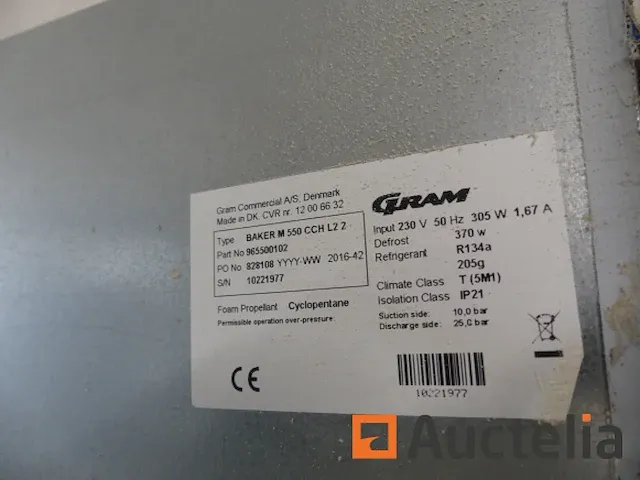 Gram Commercial A/S, Denmark
Made in DK. CVR nr. 12 00 66 32
Type BAKER M 550 CCH L2 2
Part No 965500102
PO No 828108 YYYY-WW 2016-42
S/N 10221977
Foam Propellant Cyclopentane
Permissible operation over-pressure:
CE
GRAM
Input 230 V 50 Hz 305 W 1,67 A
Defrost 370 w
Refrigerant R134a
205g
Climate Class T (5M1)
Isolation Class IP21
Suction side: 10,0 bar
Discharge side: 25,0 bar
10221977
Auctelia